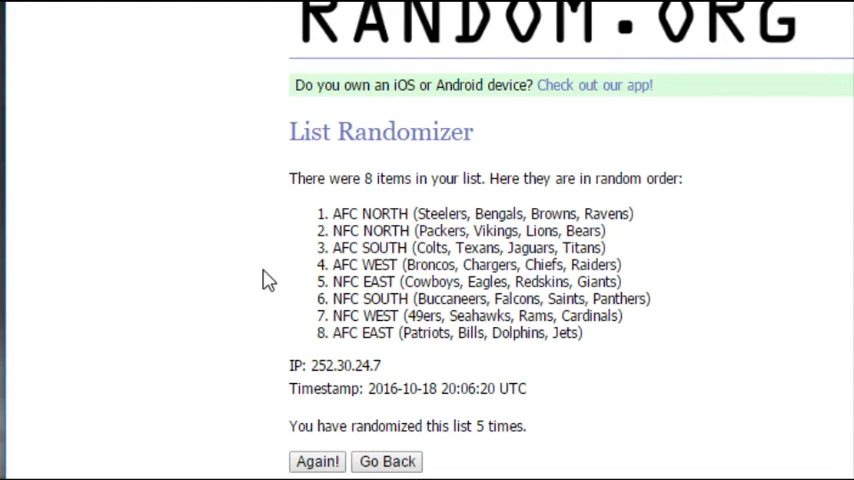 RANDOM.ORG
Do you own an iOS or Android device? Check out our app!
List Randomizer
There were 8 items in your list. Here they are in random order:
1. AFC NORTH (Steelers, Bengals, Browns, Ravens)
2. NFC NORTH (Packers, Vikings, Lions, Bears)
3. AFC SOUTH (Colts, Texans, Jaguars, Titans)
4. AFC WEST (Broncos, Chargers, Chiefs, Raiders)
5. NFC EAST (Cowboys, Eagles, Redskins, Giants)
6. NFC SOUTH (Buccaneers, Falcons, Saints, Panthers)
7. NFC WEST (49ers, Seahawks, Rams, Cardinals)
8. AFC EAST (Patriots, Bills, Dolphins, Jets)
IP: 252.30.24.7
Timestamp: 2016-10-18 20:06:20 UTC
You have randomized this list 5 times.
Again! Go Back